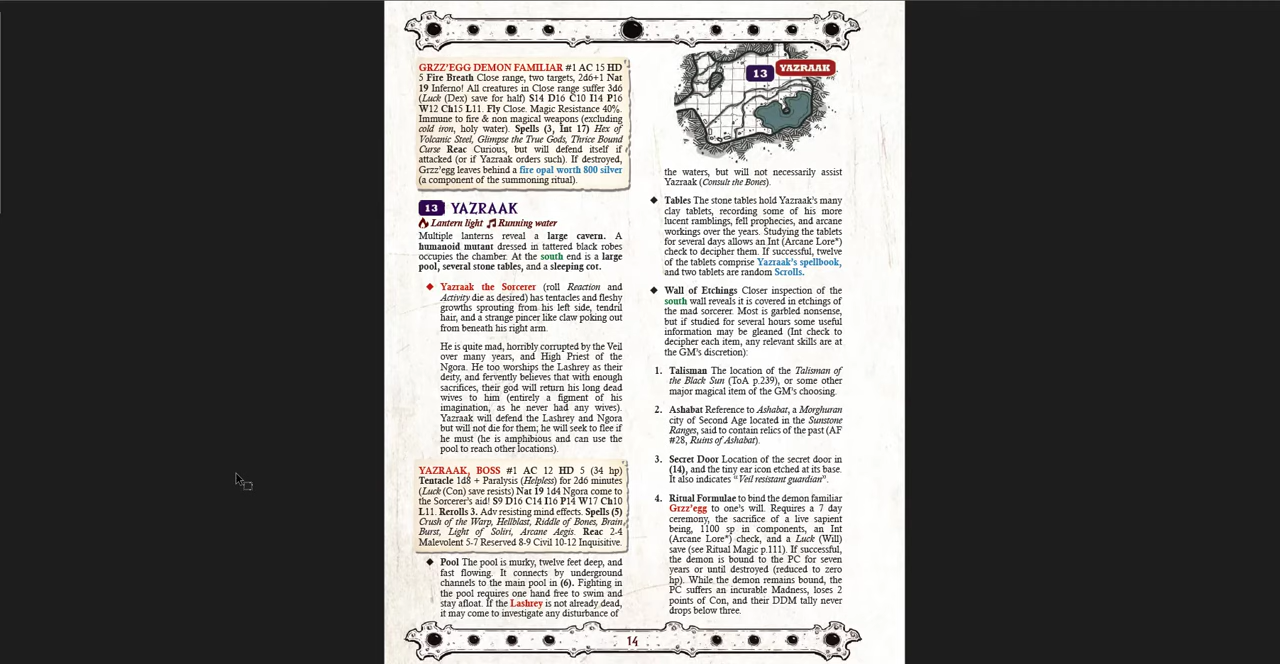 GRZZ'EGG DEMON FAMILIAR #1 AC 15 HD
5 Fire Breath Close range, two targets, 2d6+1 Nat
19 Inferno! All creatures in Close range suffer 3d6
(Luck (Dex) save for half) S14 D16 C10 I14 P16
W12 Ch15 L11. Fly Close. Magic Resistance 40%.
Immune to fire & non magical weapons (excluding
cold iron, holy water). Spells (3, Int 17) Hex of
Volcanic Steel, Glimpse the True Gods, Thrice Bound
Curse Reac Curious, but will defend itself if
attacked (or if Yazraak orders such). If destroyed,
Grzz'egg leaves behind a fire opal worth 800 silver
(a component of the summoning ritual).
13 YAZRAAK
Lantern light Running water
Multiple lanterns reveal a large cavern. A
humanoid mutant dressed in tattered black robes
occupies the chamber. At the south end is a large
pool, several stone tables, and a sleeping cot.
Yazraak the Sorcerer (roll Reaction and
Activity die as desired) has tentacles and fleshy
growths sprouting from his left side, tendril
hair, and a strange pincer like claw poking out
from beneath his right arm.
He is quite mad, horribly corrupted by the Veil
over many years, and High Priest of the
Ngora. He too worships the Lashrey as their
deity, and fervently believes that with enough
sacrifices, their god will return his long dead
wives to him (entirely a figment of his
imagination, as he never had any wives).
Yazraak will defend the Lashrey and Ngora
but will not die for them; he will seek to flee if
he must (he is amphibious and can use the
pool to reach other locations).
YAZRAAK, BOSS #1 AC 12 HD 5 (34 hp)
Tentacle 1d8 + Paralysis (Helpless) for 2d6 minutes
(Luck (Con) save resists) Nat 19 1d4 Ngora come to
the Sorcerer's aid! S9 D16 C14 I16 P14 W17 Ch10
L11. Rerolls 3. Adv resisting mind effects. Spells (5)
Crush of the Warp, Hellblast, Riddle of Bones, Brain
Burst, Light of Soliri, Arcane Aegis. Reac 2-4
Malevolent 5-7 Reserved 8-9 Civil 10-12 Inquisitive.
Pool The pool is murky, twelve feet deep, and
fast flowing. It connects by underground
channels to the main pool in (6). Fighting in
the pool requires one hand free to swim and
stay afloat. If the Lashrey is not already dead,
it may come to investigate any disturbance of
13 YAZRAAK
the waters, but will not necessarily assist
Yazraak (Consult the Bones).
Tables The stone tables hold Yazraak's many
clay tablets, recording some of his more
lucent ramblings, fell prophecies, and arcane
workings over the years. Studying the tablets
for several days allows an Int (Arcane Lore*)
check to decipher them. If successful, twelve
of the tablets comprise Yazraak's spellbook,
and two tablets are random Scrolls.
Wall of Etchings Closer inspection of the
south wall reveals it is covered in etchings of
the mad sorcerer. Most is garbled nonsense,
but if studied for several hours some useful
information may be gleaned (Int check to
decipher each item, any relevant skills are at
the GM's discretion):
1. Talisman The location of the Talisman of
the Black Sun (ToA p.239), or some other
major magical item of the GM's choosing.
2. Ashabat Reference to Ashabat, a Morghuran
city of Second Age located in the Sunstone
Ranges, said to contain relics of the past (AF
#28, Ruins of Ashabat).
3. Secret Door Location of the secret door in
(14), and the tiny ear icon etched at its base.
It also indicates "Veil resistant guardian".
4. Ritual Formulae to bind the demon familiar
Grzz'egg to one's will. Requires a 7 day
ceremony, the sacrifice of a live sapient
being, 1100 sp in components, an Int
(Arcane Lore*) check, and a Luck (Will)
save (see Ritual Magic p.111). If successful,
the demon is bound to the PC for seven
years or until destroyed (reduced to zero
hp). While the demon remains bound, the
PC suffers an incurable Madness, loses 2
points of Con, and their DDM tally never
drops below three.
14